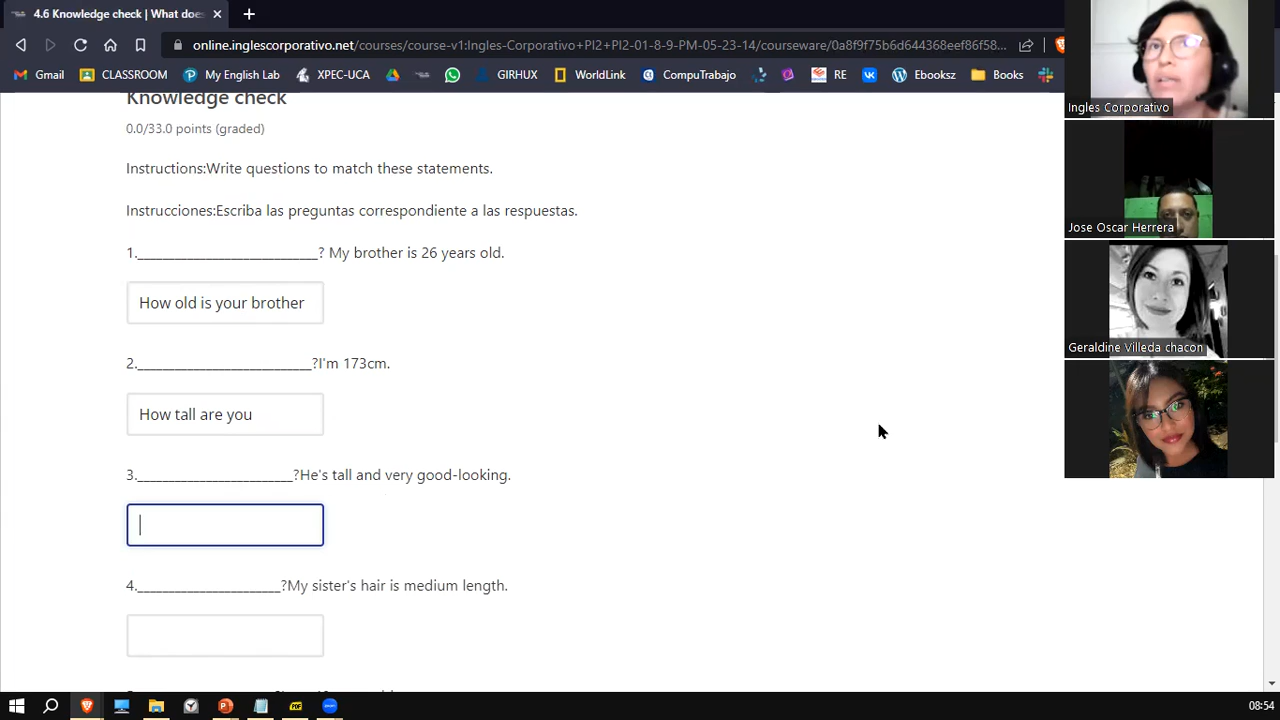 4.6 Knowledge check | What doe
online.inglescorporativo.net/courses/course-v1:Ingles-Corporativo+PI2+PI2-01-8-9-PM-05-23-14/courseware/0a8f9f75b6d644368eef86f58...
Gmail CLASSROOM My English Lab XPEC-UCA GIRHUX WorldLink CompuTrabajo RE Ebooksz Books
Knowledge check
0.0/33.0 points (graded)
Instructions:Write questions to match these statements.
Instrucciones:Escriba las preguntas correspondiente a las respuestas.
1.___________________________? My brother is 26 years old.
How old is your brother
2.__________________________?I'm 173cm.
How tall are you
3._______________________?He's tall and very good-looking.
4._____________________?My sister's hair is medium length.
Ingles Corporativo
Jose Oscar Herrera
Geraldine Villeda chacon
08:54